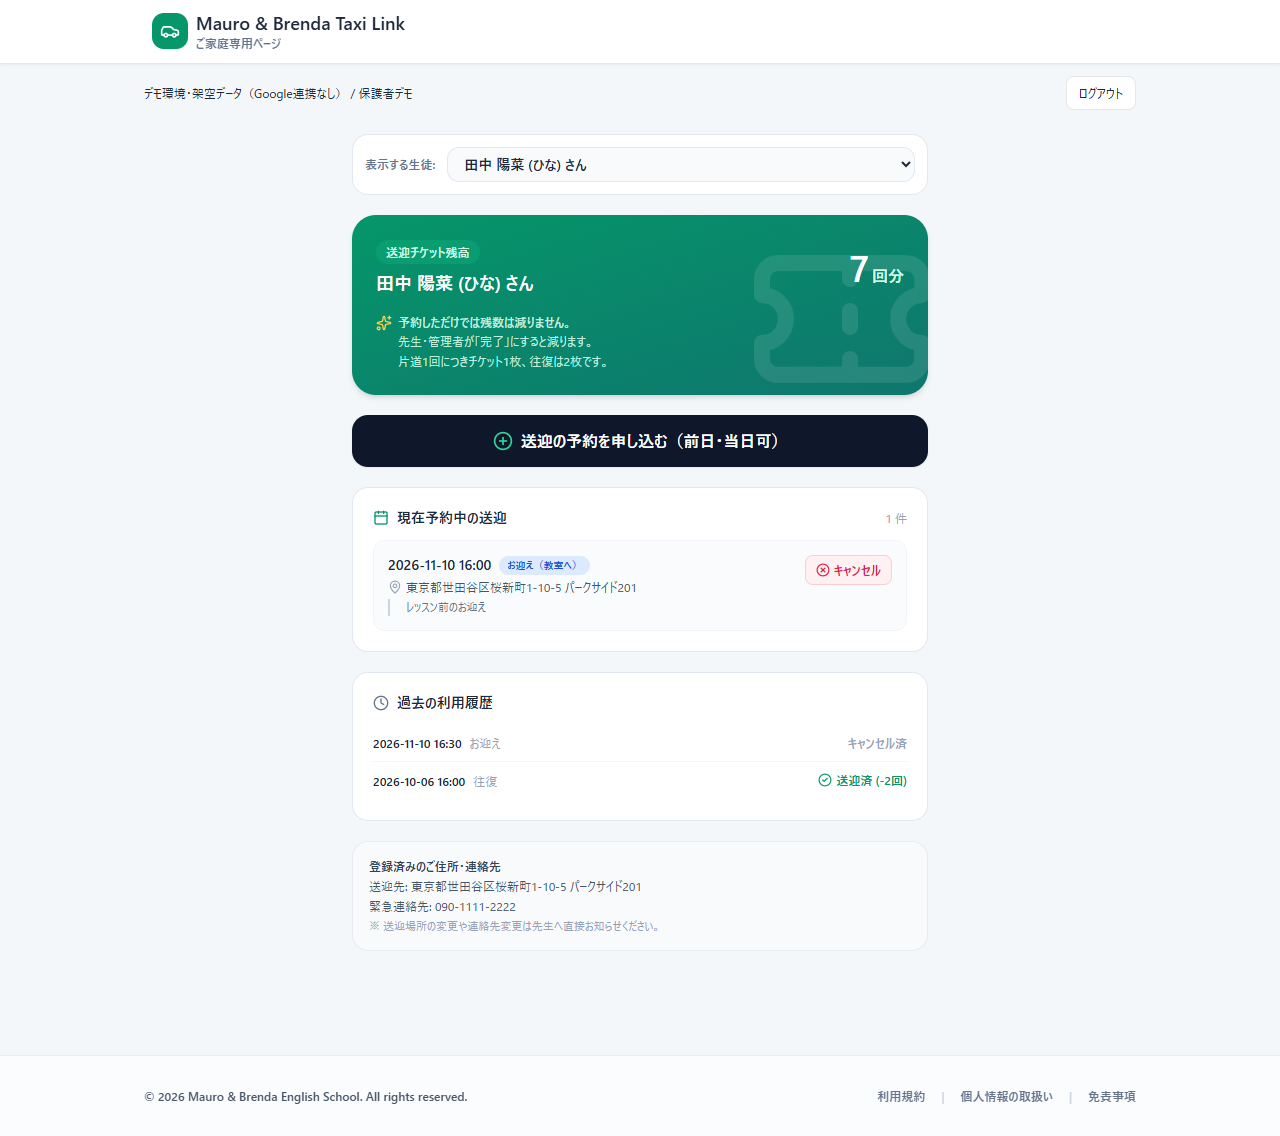 Mauro & Brenda Taxi Link
ご家庭専用ページ
デモ環境・架空データ（Google連携なし） / 保護者デモ
ログアウト
表示する生徒:
田中 陽菜 (ひな) さん
送迎チケット残高
田中 陽菜 (ひな) さん
7 回分
予約しただけでは残数は減りません。
先生・管理者が「完了」にすると減ります。
片道1回につきチケット1枚、往復は2枚です。
送迎の予約を申し込む（前日・当日可）
現在予約中の送迎
1 件
2026-11-10 16:00 お迎え（教室へ）
キャンセル
東京都世田谷区桜新町1-10-5 パークサイド201
レッスン前のお迎え
過去の利用履歴
2026-11-10 16:30 お迎え
キャンセル済
2026-10-06 16:00 往復
送迎済 (-2回)
登録済みのご住所・連絡先
送迎先: 東京都世田谷区桜新町1-10-5 パークサイド201
緊急連絡先: 090-1111-2222
※ 送迎場所の変更や連絡先変更は先生へ直接お知らせください。
© 2026 Mauro & Brenda English School. All rights reserved.
利用規約 | 個人情報の取扱い | 免責事項